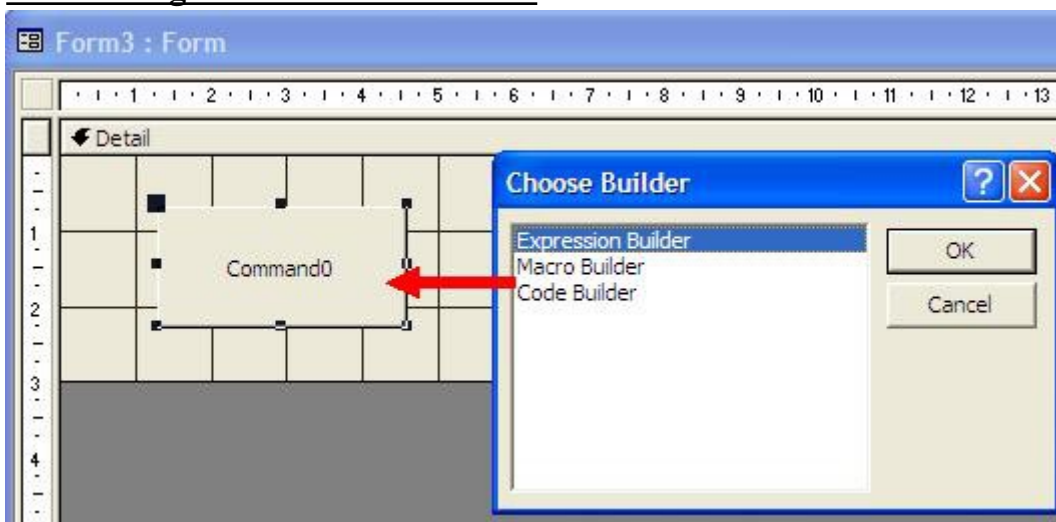 Form3 : Form
1 2 3 4 5 6 7 8 9 10 11 12 13
Detail
Choose Builder
Expression Builder
Macro Builder
Code Builder
OK
Cancel
Command0
1
2
3
4